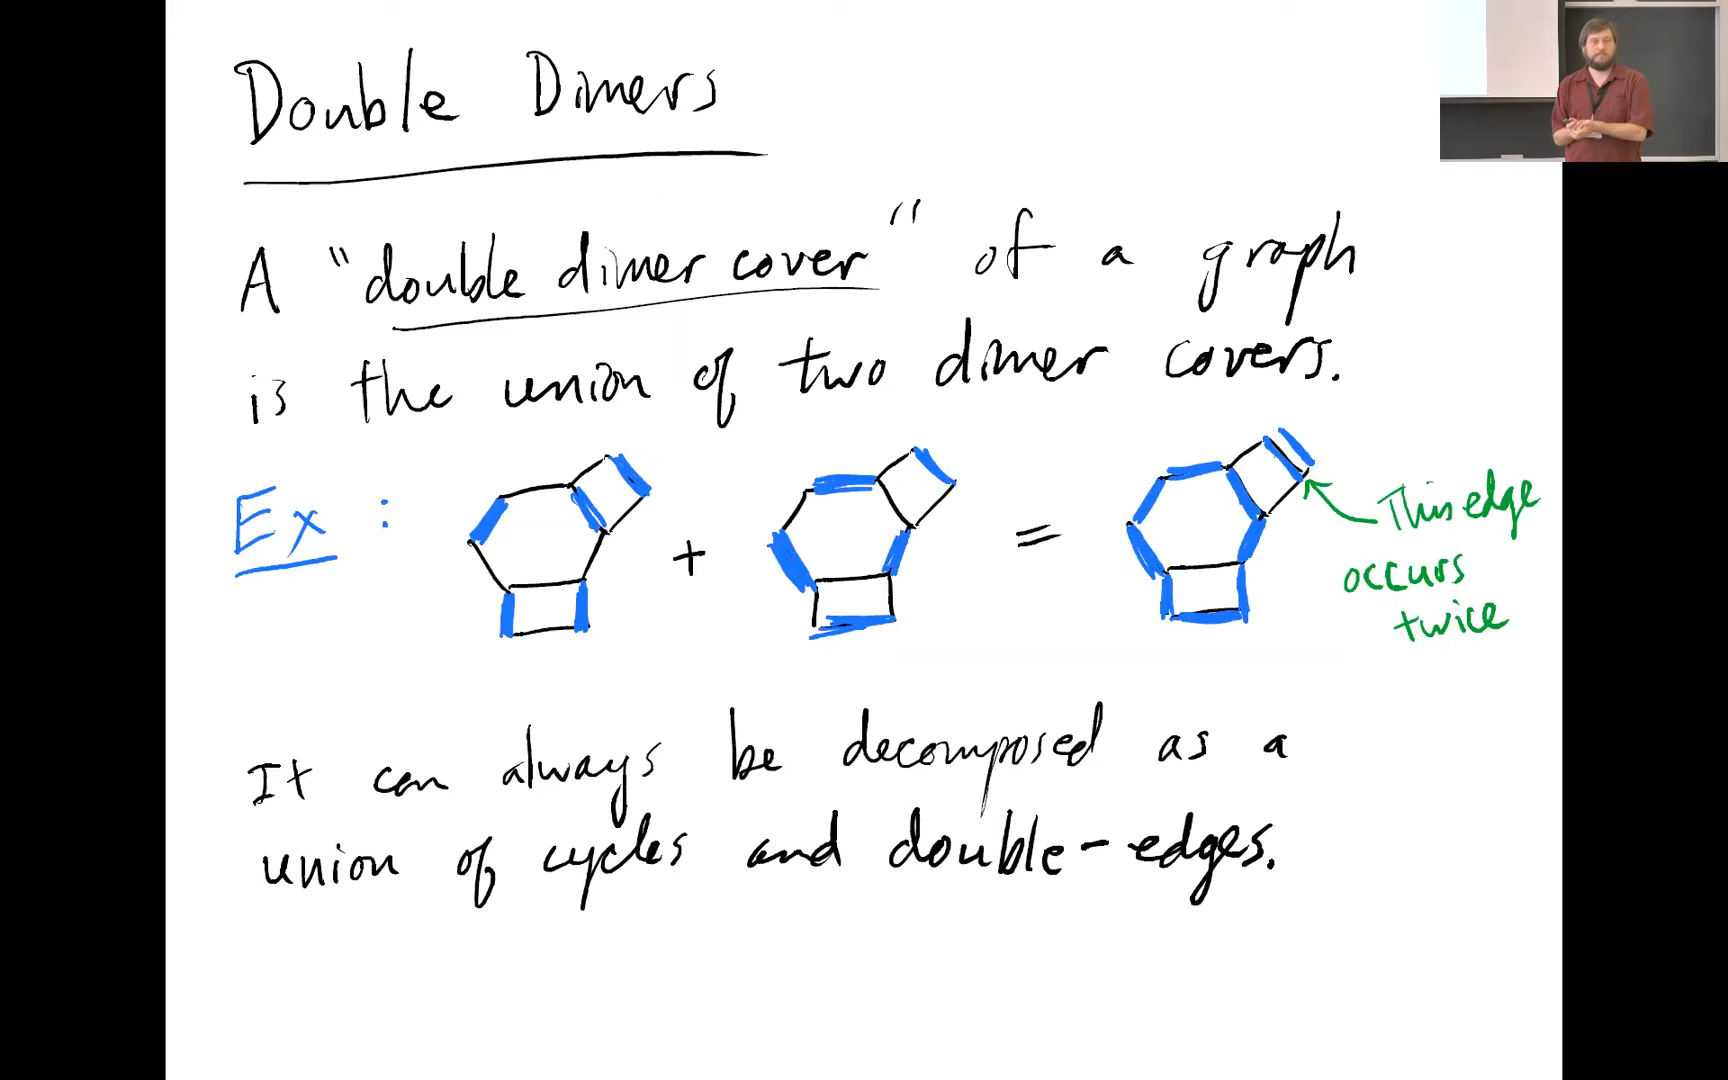 Double Dimers
A "double dimer cover" of a graph
is the union of two dimer covers.
Ex :
+
=
This edge
occurs
twice
It can always be decomposed as a
union of cycles and double-edges.